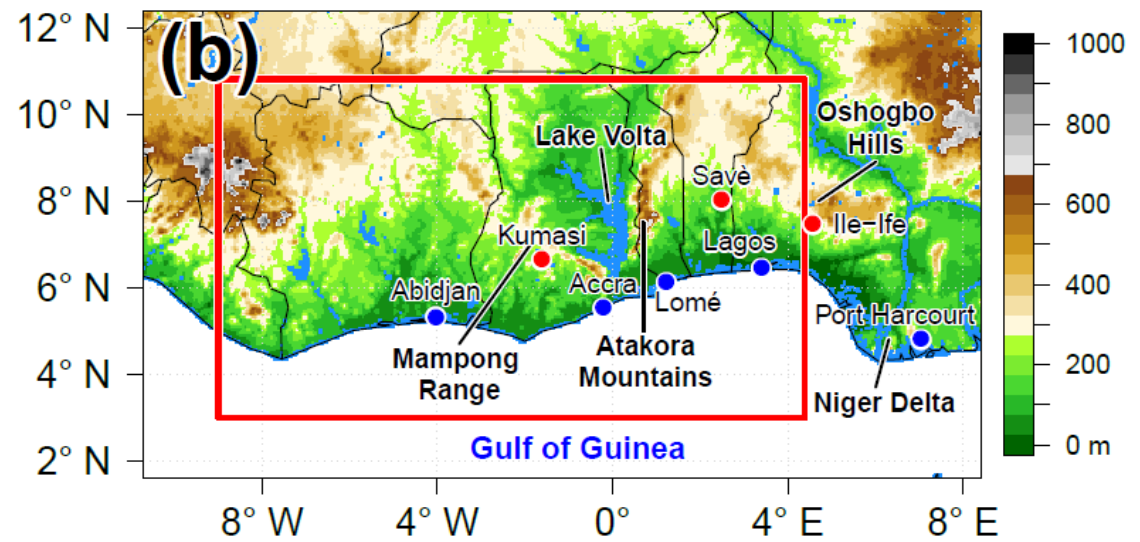 (b)
12° N
10° N
8° N
6° N
4° N
2° N
8° W
4° W
0°
4° E
8° E
Oshogbo
Hills
Lake Volta
Savè
Kumasi
Ile−Ife
Lagos
Abidjan
Accra
Lomé
Port Harcourt
Mampong
Range
Atakora
Mountains
Niger Delta
Gulf of Guinea
1000
800
600
400
200
0 m